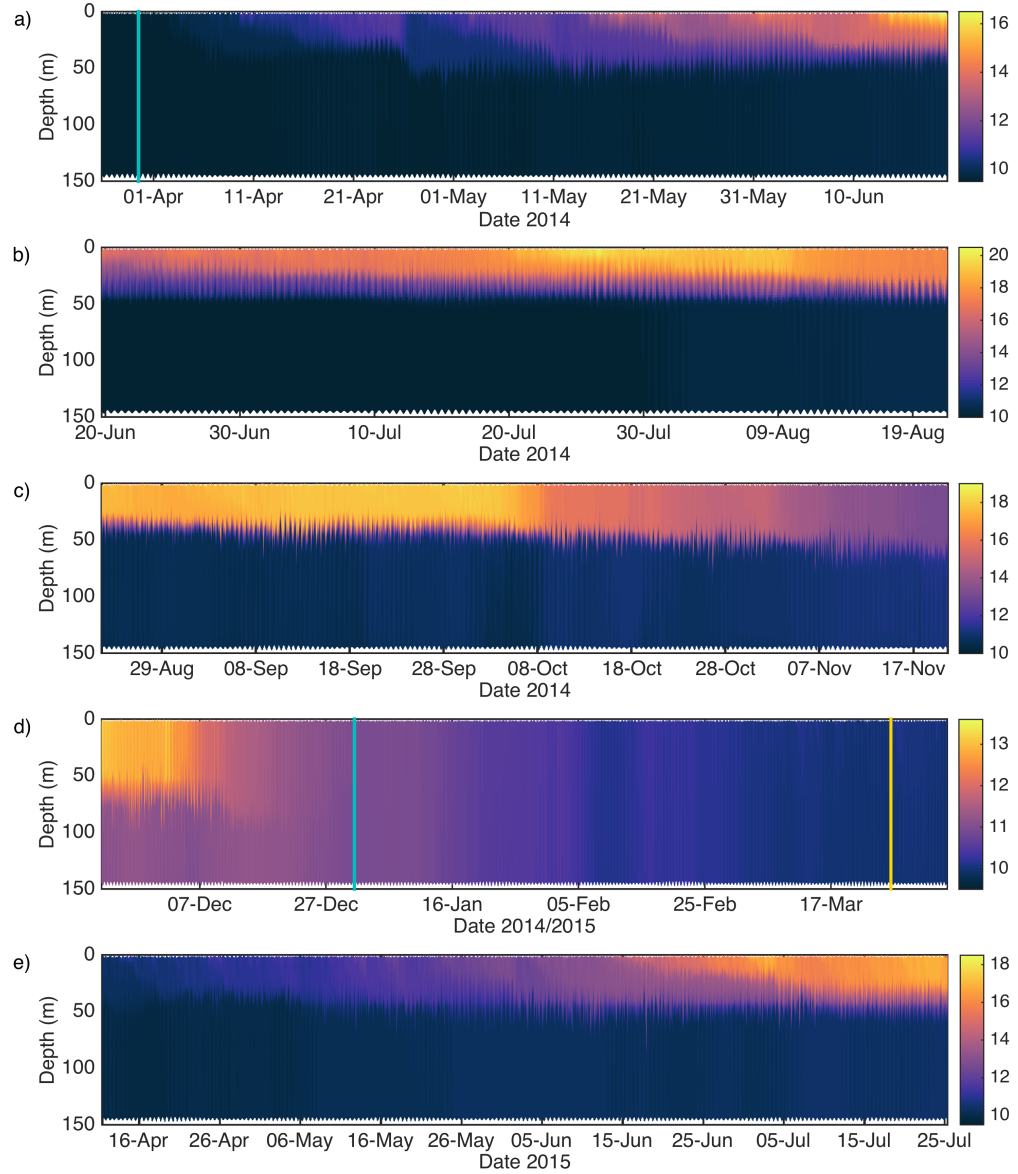 a)
0
50
100
150
Depth (m)
01-Apr 11-Apr 21-Apr 01-May 11-May 21-May 31-May 10-Jun
Date 2014
16
14
12
10
b)
0
50
100
150
Depth (m)
20-Jun 30-Jun 10-Jul 20-Jul 30-Jul 09-Aug 19-Aug
Date 2014
20
18
16
14
12
10
c)
0
50
100
150
Depth (m)
29-Aug 08-Sep 18-Sep 28-Sep 08-Oct 18-Oct 28-Oct 07-Nov 17-Nov
Date 2014
18
16
14
12
10
d)
0
50
100
150
Depth (m)
07-Dec 27-Dec 16-Jan 05-Feb 25-Feb 17-Mar
Date 2014/2015
13
12
11
10
e)
0
50
100
150
Depth (m)
16-Apr 26-Apr 06-May 16-May 26-May 05-Jun 15-Jun 25-Jun 05-Jul 15-Jul 25-Jul
Date 2015
18
16
14
12
10